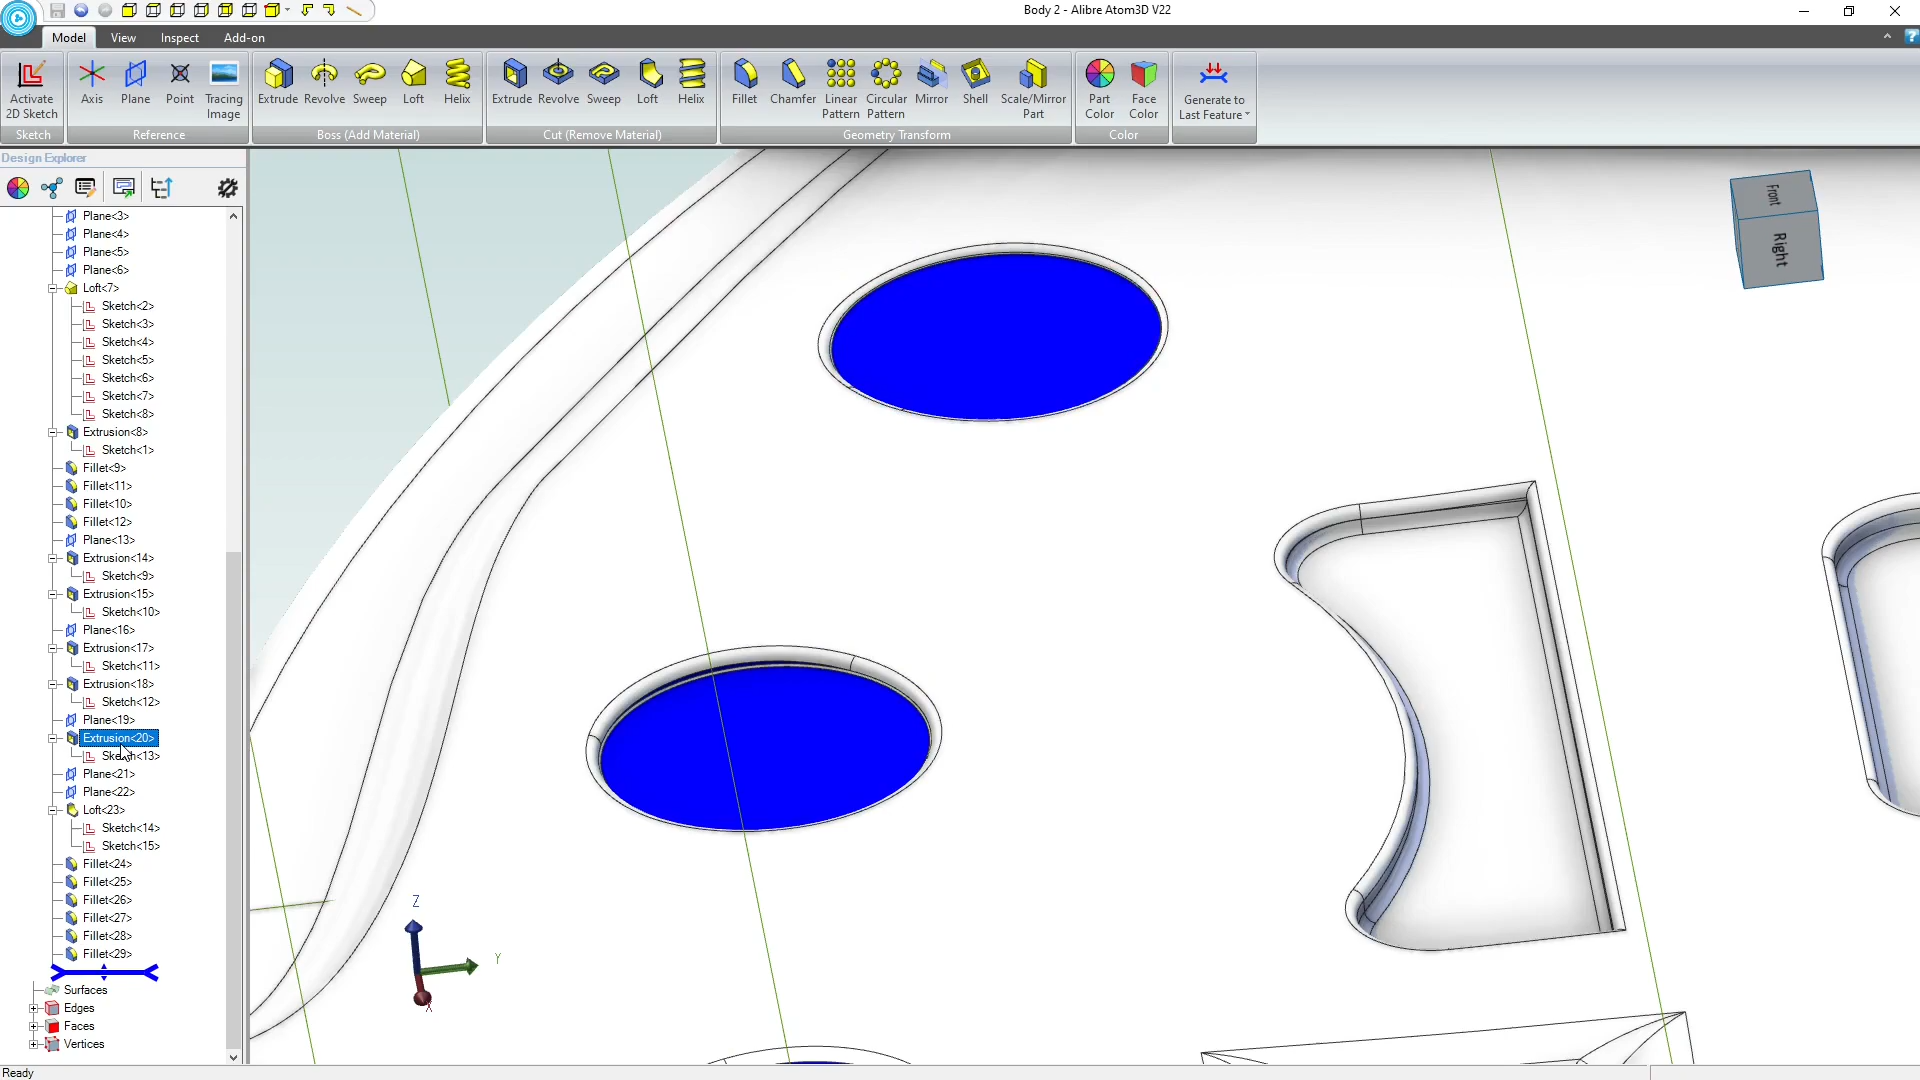 Body 2 - Alibre Atom3D V22
Model View Inspect Add-on
Activate 2D Sketch
Axis
Plane
Point
Tracing Image
Extrude
Revolve
Sweep
Loft
Helix
Extrude
Revolve
Sweep
Loft
Helix
Fillet
Chamfer
Linear Pattern
Circular Pattern
Mirror
Shell
Scale/Mirror Part
Part Color
Face Color
Generate to Last Feature
Sketch
Reference
Boss (Add Material)
Cut (Remove Material)
Geometry Transform
Color
Design Explorer
Plane<3>
Plane<4>
Plane<5>
Plane<6>
Loft<7>
Sketch<2>
Sketch<3>
Sketch<4>
Sketch<5>
Sketch<6>
Sketch<7>
Sketch<8>
Extrusion<8>
Sketch<1>
Fillet<9>
Fillet<11>
Fillet<10>
Fillet<12>
Plane<13>
Extrusion<14>
Sketch<9>
Extrusion<15>
Sketch<10>
Plane<16>
Extrusion<17>
Sketch<11>
Extrusion<18>
Sketch<12>
Plane<19>
Extrusion<20>
Sketch<13>
Plane<21>
Plane<22>
Loft<23>
Sketch<14>
Sketch<15>
Fillet<24>
Fillet<25>
Fillet<26>
Fillet<27>
Fillet<28>
Fillet<29>
Surfaces
Edges
Faces
Vertices
Front
Right
Z
Y
X
Ready